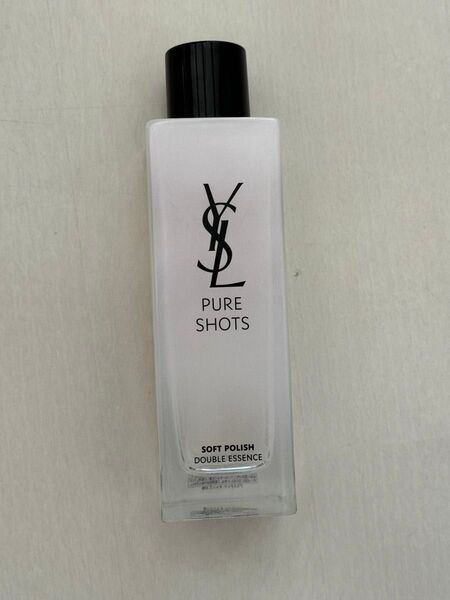 YSL
PURE
SHOTS
SOFT POLISH
DOUBLE ESSENCE